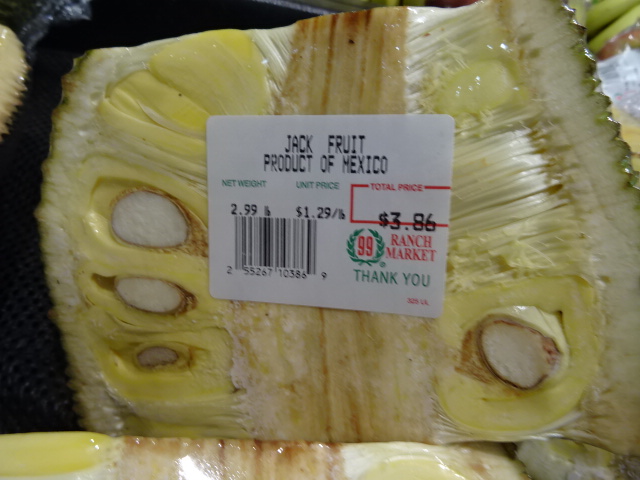 JACK FRUIT
PRODUCT OF MEXICO
NET WEIGHT UNIT PRICE TOTAL PRICE
2.99 lb $1.29/lb $3.86
99 RANCH
MARKET
2 55267 10386 9
THANK YOU